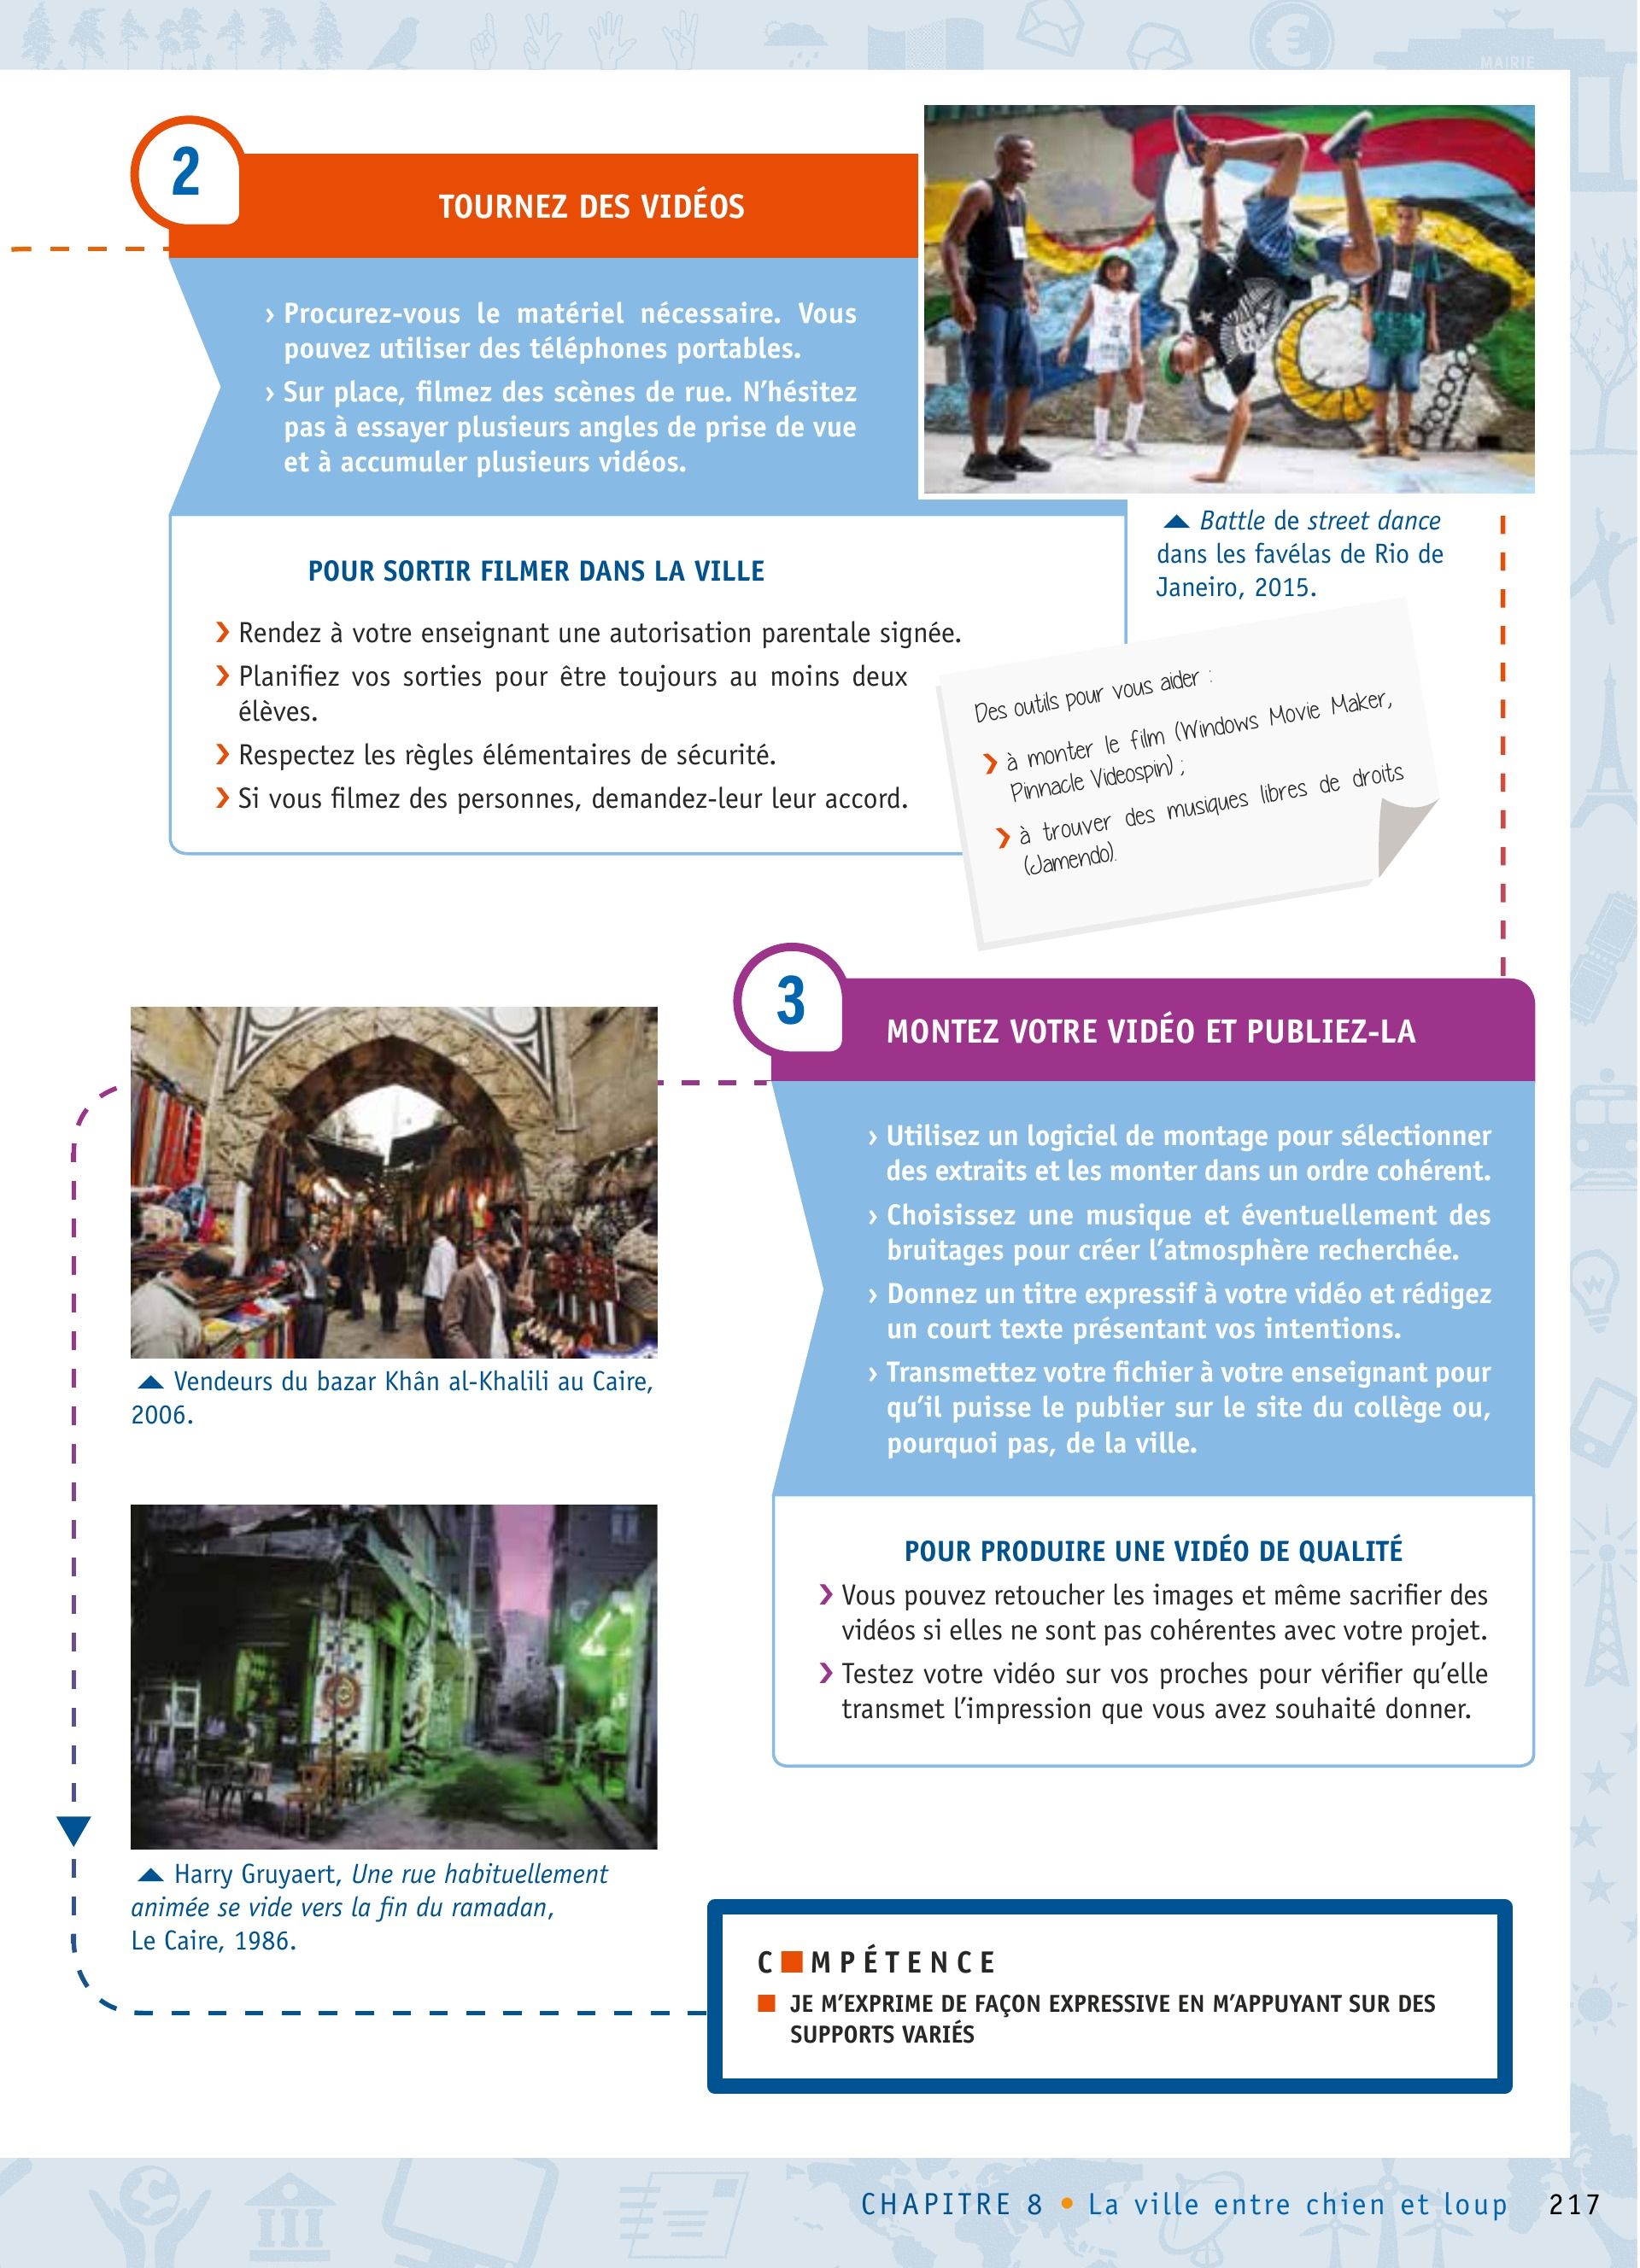 MAIRIE
2
TOURNEZ DES VIDÉOS
› Procurez-vous le matériel nécessaire. Vous
pouvez utiliser des téléphones portables.
› Sur place, filmez des scènes de rue. N’hésitez
pas à essayer plusieurs angles de prise de vue
et à accumuler plusieurs vidéos.
Battle de street dance
dans les favélas de Rio de
Janeiro, 2015.
POUR SORTIR FILMER DANS LA VILLE
❯ Rendez à votre enseignant une autorisation parentale signée.
❯ Planifiez vos sorties pour être toujours au moins deux
élèves.
❯ Respectez les règles élémentaires de sécurité.
❯ Si vous filmez des personnes, demandez-leur leur accord.
Des outils pour vous aider :
❯ à monter le film (Windows Movie Maker,
Pinnacle Videospin) ;
❯ à trouver des musiques libres de droits
(Jamendo).
3
MONTEZ VOTRE VIDÉO ET PUBLIEZ-LA
› Utilisez un logiciel de montage pour sélectionner
des extraits et les monter dans un ordre cohérent.
› Choisissez une musique et éventuellement des
bruitages pour créer l’atmosphère recherchée.
› Donnez un titre expressif à votre vidéo et rédigez
un court texte présentant vos intentions.
› Transmettez votre fichier à votre enseignant pour
qu’il puisse le publier sur le site du collège ou,
pourquoi pas, de la ville.
POUR PRODUIRE UNE VIDÉO DE QUALITÉ
❯ Vous pouvez retoucher les images et même sacrifier des
vidéos si elles ne sont pas cohérentes avec votre projet.
❯ Testez votre vidéo sur vos proches pour vérifier qu’elle
transmet l’impression que vous avez souhaité donner.
Vendeurs du bazar Khân al-Khalili au Caire,
2006.
Harry Gruyaert, Une rue habituellement
animée se vide vers la fin du ramadan,
Le Caire, 1986.
C■MPÉTENCE
■ JE M’EXPRIME DE FAÇON EXPRESSIVE EN M’APPUYANT SUR DES
SUPPORTS VARIÉS
CHAPITRE 8 • La ville entre chien et loup 217